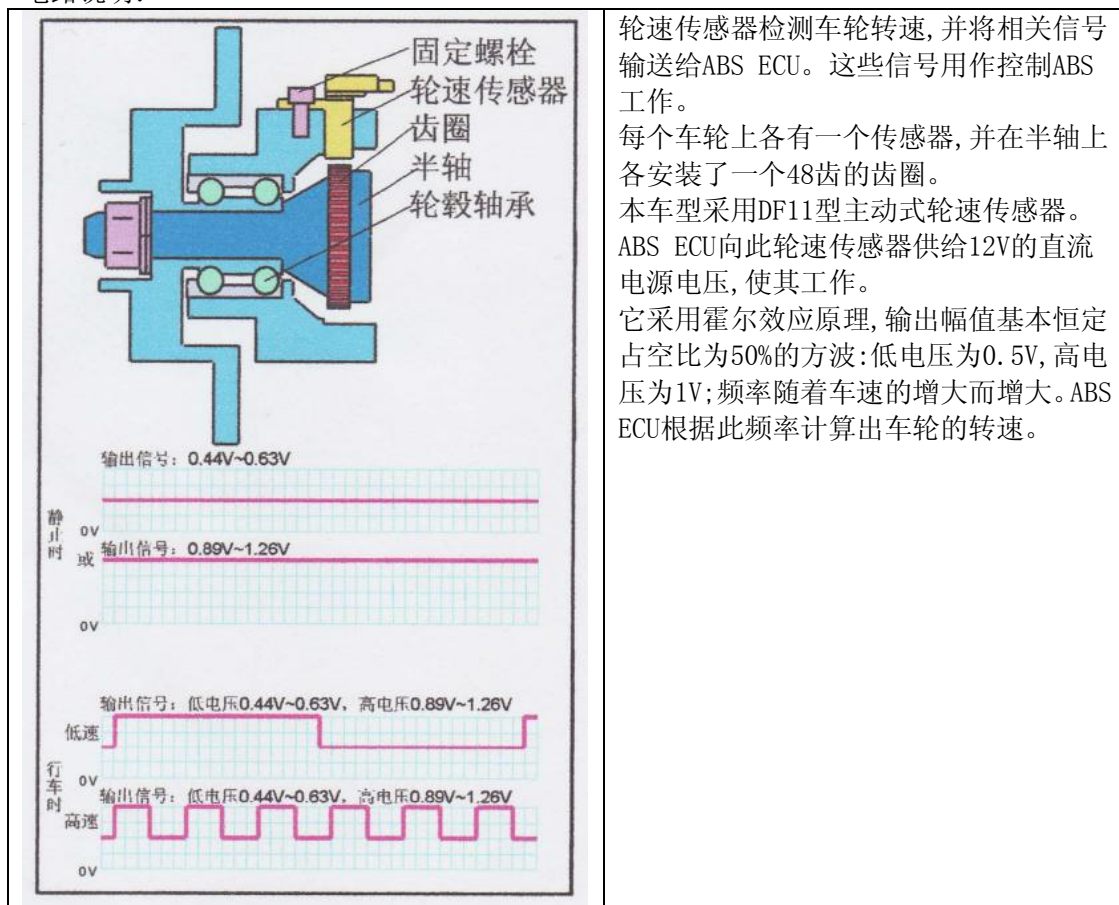 固定螺栓
轮速传感器
齿圈
半轴
轮毂轴承
输出信号：0.44V~0.63V
静止时
0V
或
输出信号：0.89V~1.26V
0V
输出信号：低电压0.44V~0.63V，高电压0.89V~1.26V
低速
行车时
0V
输出信号：低电压0.44V~0.63V，高电压0.89V~1.26V
高速
0V
轮速传感器检测车轮转速,并将相关信号
输送给ABS ECU。这些信号用作控制ABS
工作。
每个车轮上各有一个传感器,并在半轴上
各安装了一个48齿的齿圈。
本车型采用DF11型主动式轮速传感器。
ABS ECU向此轮速传感器供给12V的直流
电源电压,使其工作。
它采用霍尔效应原理,输出幅值基本恒定
占空比为50%的方波:低电压为0.5V,高电
压为1V;频率随着车速的增大而增大。ABS
ECU根据此频率计算出车轮的转速。